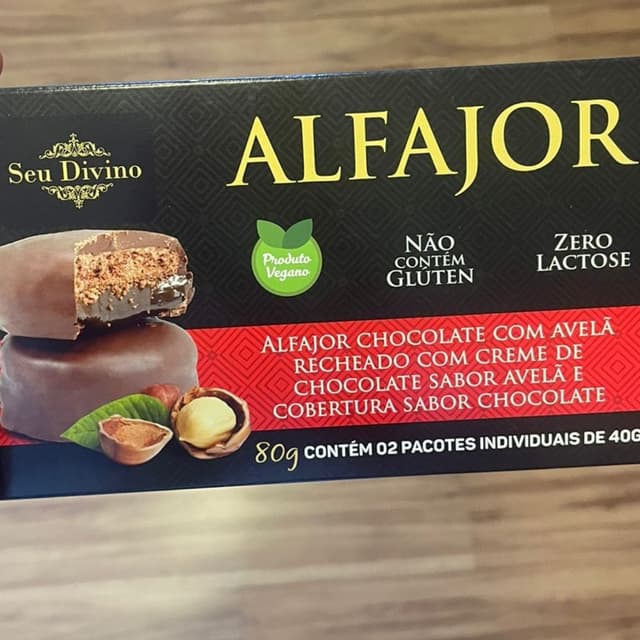 ALFAJOR
Seu Divino
Produto
Vegano
NÃO
CONTÉM
GLÚTEN
ZERO
LACTOSE
ALFAJOR CHOCOLATE COM AVELÃ
RECHEADO COM CREME DE
CHOCOLATE SABOR AVELÃ E
COBERTURA SABOR CHOCOLATE
80g CONTÉM 02 PACOTES INDIVIDUAIS DE 40G